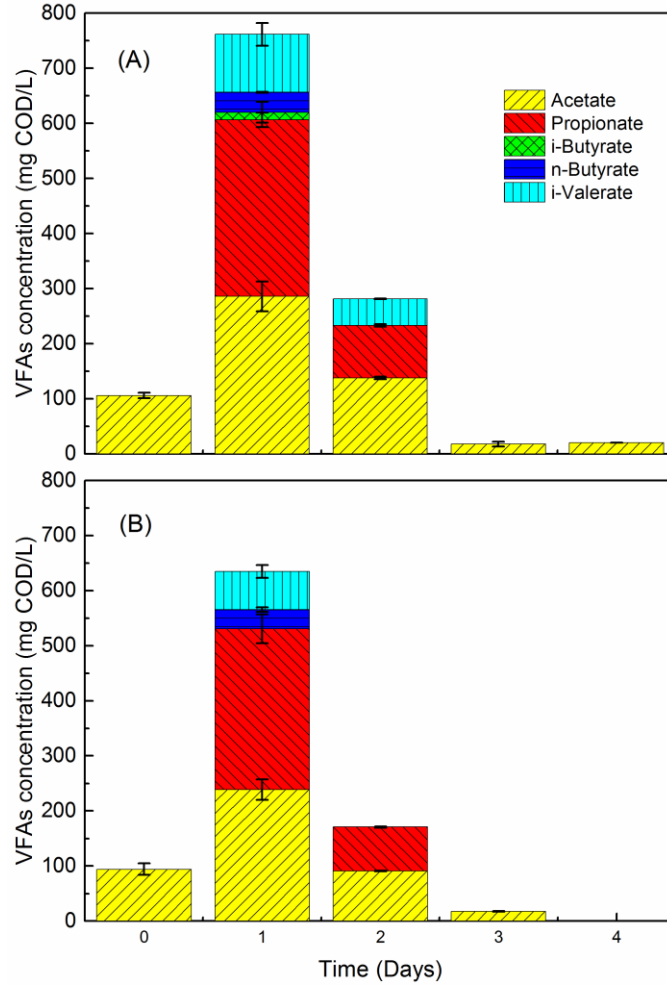 800
(A)
700
600
500
400
300
200
100
0
VFAs concentration (mg COD/L)
Acetate
Propionate
i-Butyrate
n-Butyrate
i-Valerate
800
(B)
700
600
500
400
300
200
100
0
VFAs concentration (mg COD/L)
0 1 2 3 4
Time (Days)